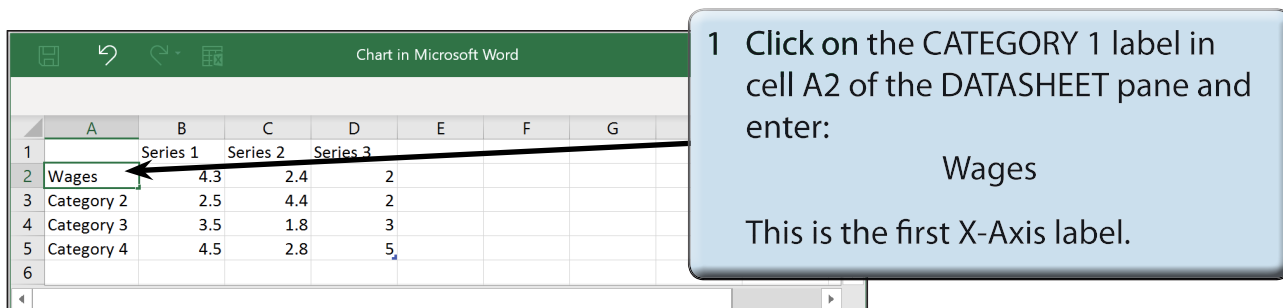 Chart in Microsoft Word
A B C D E F G
1 Series 1 Series 2 Series 3
2 Wages 4.3 2.4 2
3 Category 2 2.5 4.4 2
4 Category 3 3.5 1.8 3
5 Category 4 4.5 2.8 5
6
1 Click on the CATEGORY 1 label in
cell A2 of the DATASHEET pane and
enter:
Wages
This is the first X-Axis label.